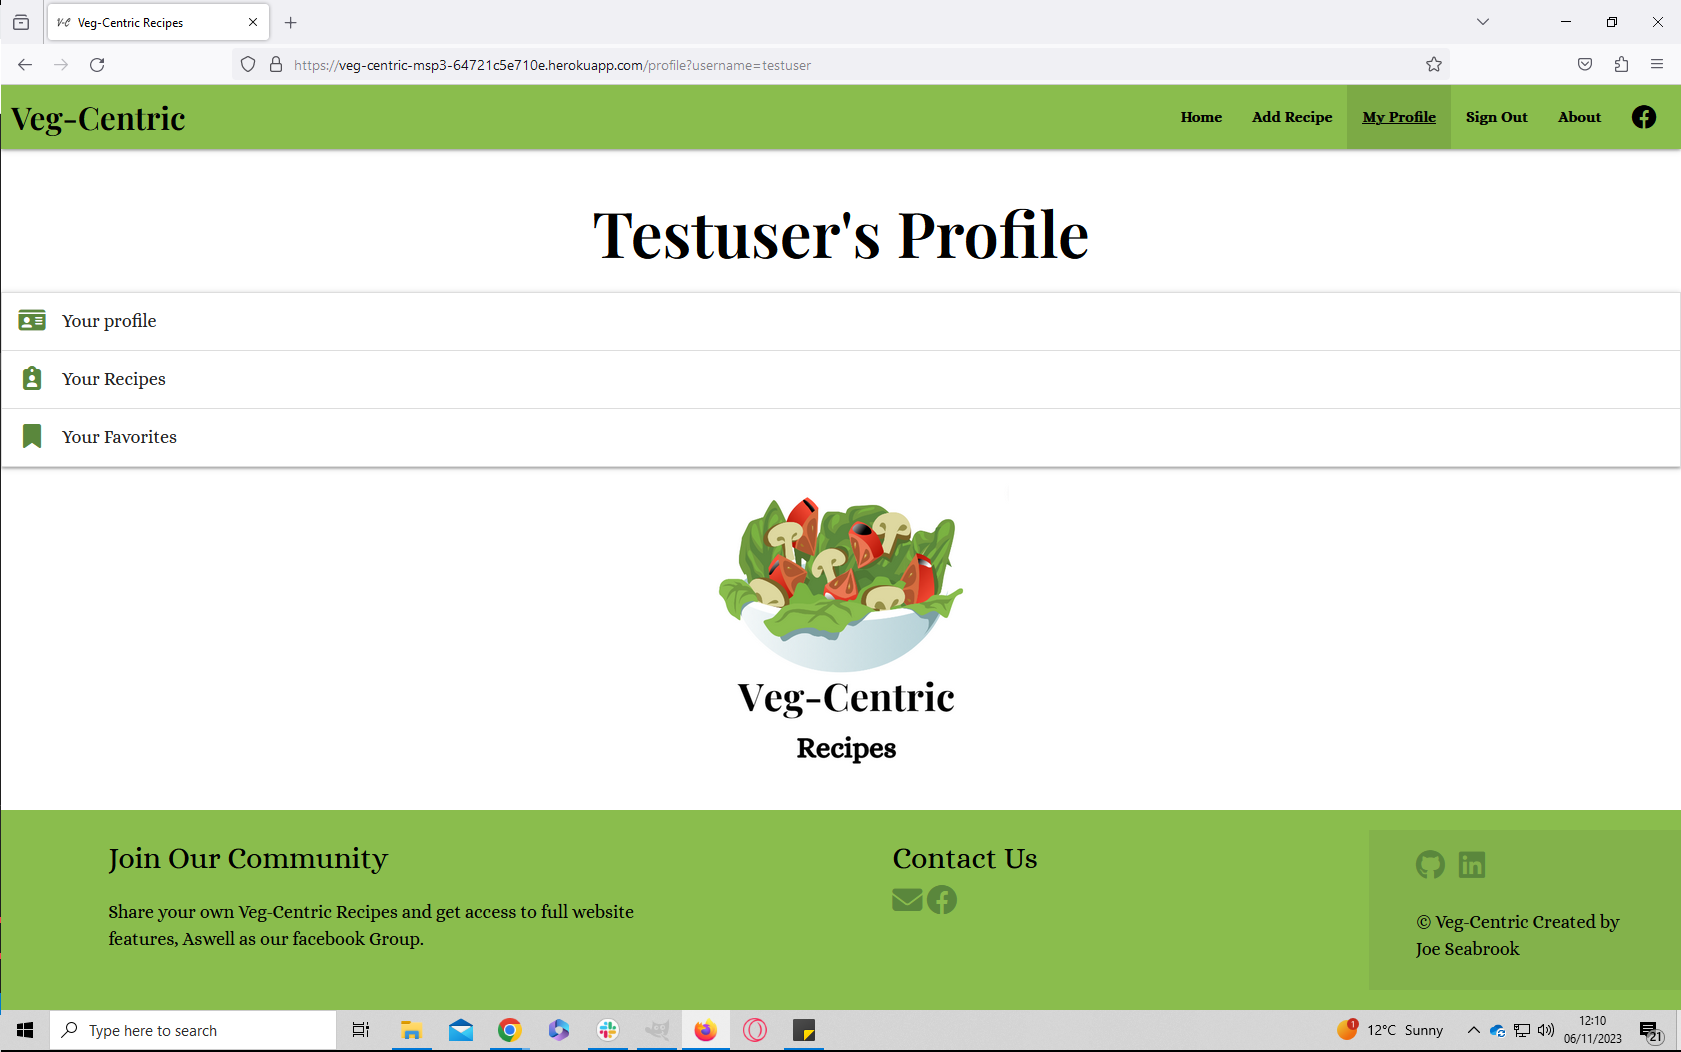 V-C Veg-Centric Recipes
https://veg-centric-msp3-64721c5e710e.herokuapp.com/profile?username=testuser
Veg-Centric
Home Add Recipe My Profile Sign Out About
Testuser's Profile
Your profile
Your Recipes
Your Favorites
Veg-Centric
Recipes
Join Our Community
Share your own Veg-Centric Recipes and get access to full website
features, Aswell as our facebook Group.
Contact Us
© Veg-Centric Created by
Joe Seabrook
Type here to search
1
12°C Sunny
12:10
06/11/2023
21